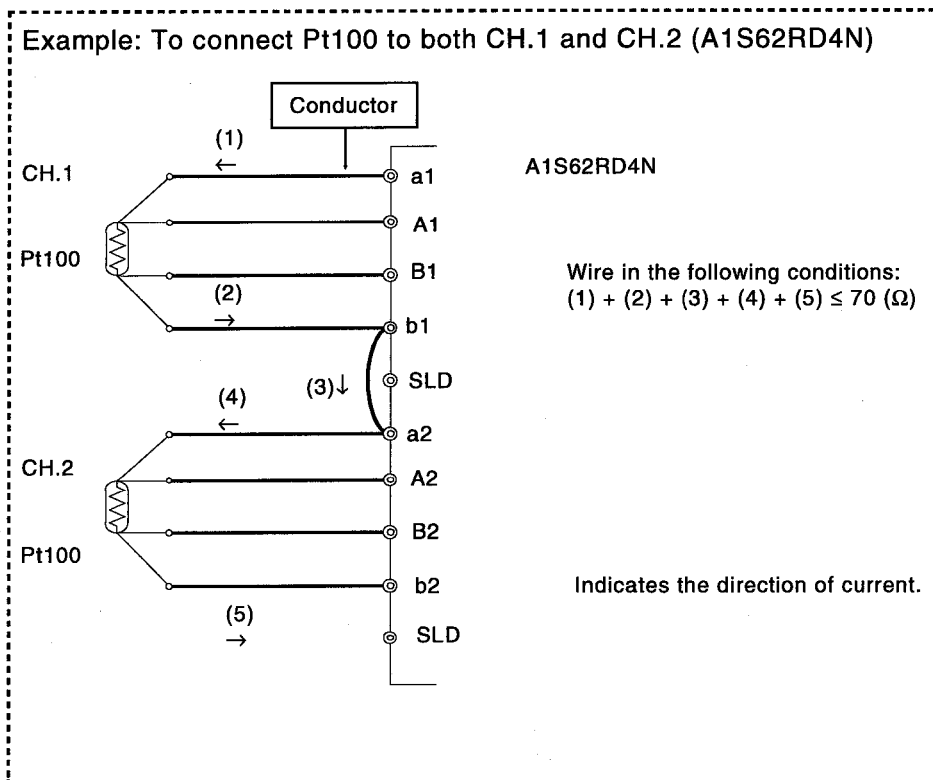 Example: To connect Pt100 to both CH.1 and CH.2 (A1S62RD4N)
Conductor
(1)
←
CH.1
a1
A1S62RD4N
A1
Pt100
B1
Wire in the following conditions:
(1) + (2) + (3) + (4) + (5) ≤ 70 (Ω)
(2)
→
b1
(3)↓
SLD
(4)
←
a2
CH.2
A2
B2
Pt100
b2
Indicates the direction of current.
(5)
→
SLD